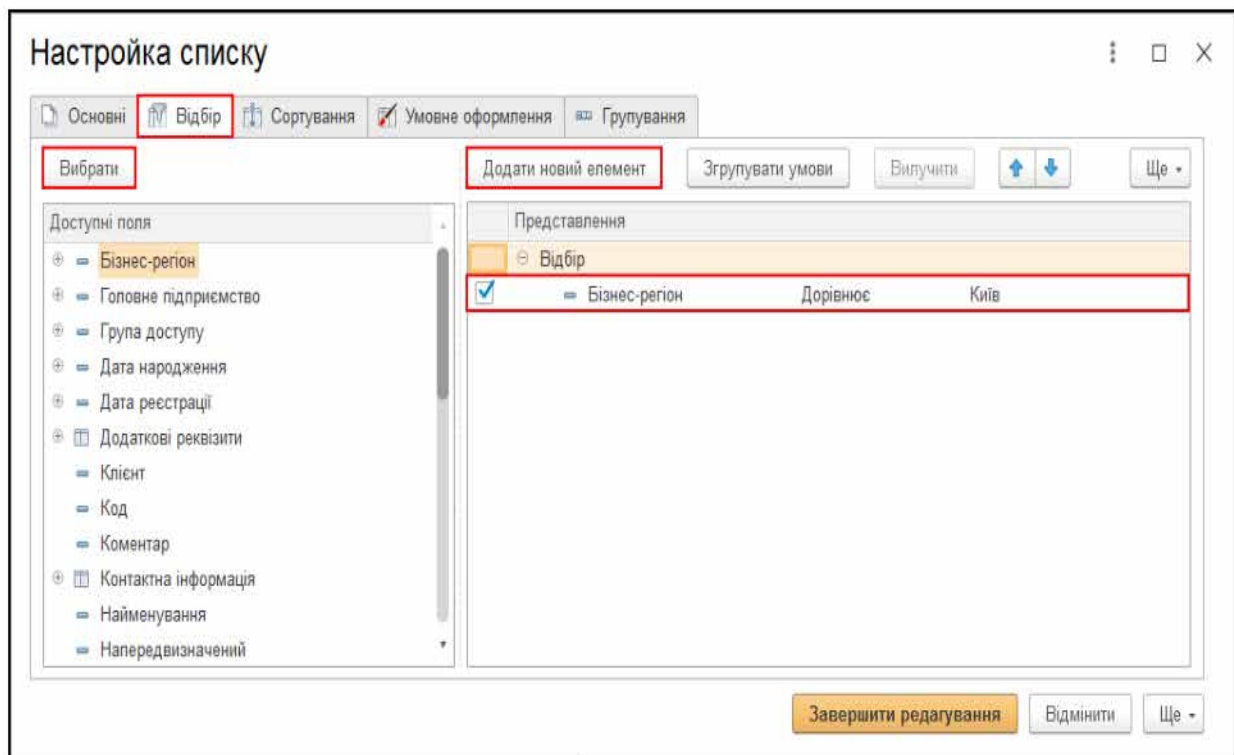 Настройка списку
Основні Відбір Сортування Умовне оформлення Групування
Вибрати Додати новий елемент Згрупувати умови Вилучити Ще
Доступні поля Представлення
Бізнес-регіон Відбір
Головне підприємство Бізнес-регіон Дорівнює Київ
Група доступу
Дата народження
Дата реєстрації
Додаткові реквізити
Клієнт
Код
Коментар
Контактна інформація
Найменування
Напередвизначений
Завершити редагування Відмінити Ще